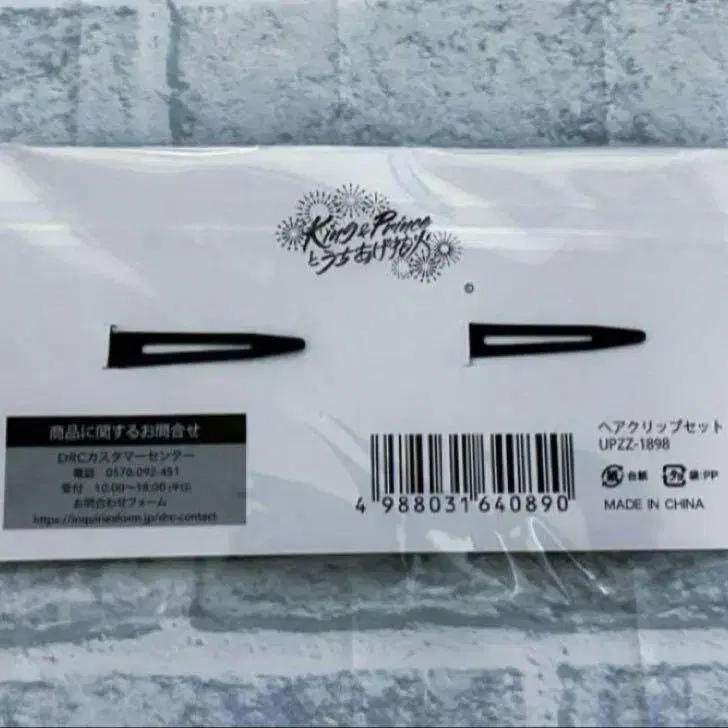 King & Prince
とうちあげ花火
©
商品に関するお問合せ
DRCカスタマーセンター
電話 0570-092-451
受付 10:00〜18:00 (平日)
お問合わせフォーム
https://inquiriesform.jp/drc-contact
4 988031 640890
ヘアクリップセット
UPZZ-1898
紙 台紙 プラ 袋:PP
MADE IN CHINA